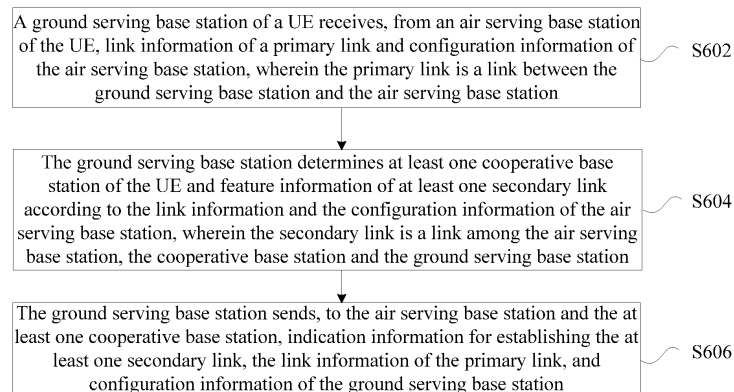 A ground serving base station of a UE receives, from an air serving base station
of the UE, link information of a primary link and configuration information of
the air serving base station, wherein the primary link is a link between the
ground serving base station and the air serving base station
S602
The ground serving base station determines at least one cooperative base
station of the UE and feature information of at least one secondary link
according to the link information and the configuration information of the air
serving base station, wherein the secondary link is a link among the air serving
base station, the cooperative base station and the ground serving base station
S604
The ground serving base station sends, to the air serving base station and the at
least one cooperative base station, indication information for establishing the at
least one secondary link, the link information of the primary link, and
configuration information of the ground serving base station
S606